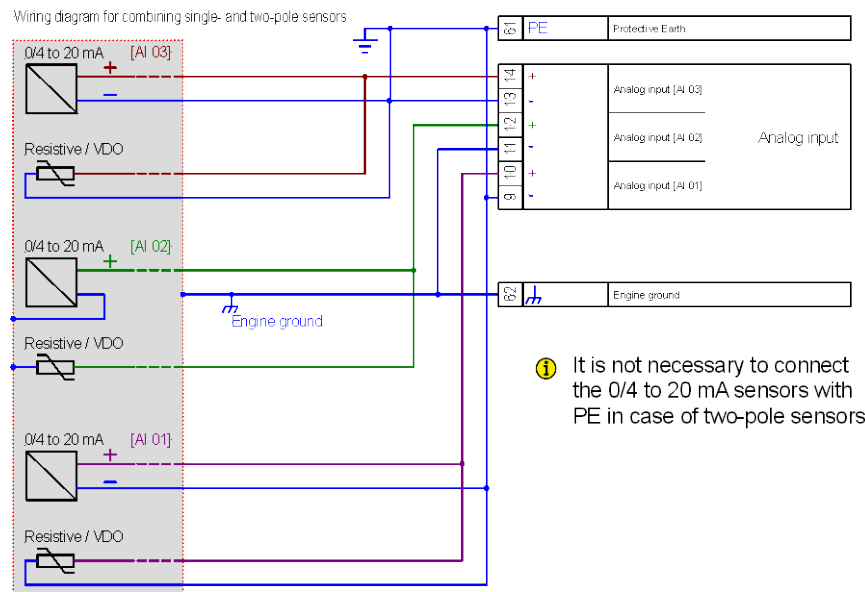 Wiring diagram for combining single- and two-pole sensors
61 PE Protective Earth
0/4 to 20 mA [AI 03]
+
–
Resistive / VDO
14 +
13 -
Analog input [AI 03]
12 +
11 -
Analog input [AI 02]
Analog input
10 +
9 -
Analog input [AI 01]
0/4 to 20 mA [AI 02]
+
Engine ground
62 Engine ground
Resistive / VDO
i It is not necessary to connect
the 0/4 to 20 mA sensors with
PE in case of two-pole sensors
0/4 to 20 mA [AI 01]
+
–
Resistive / VDO